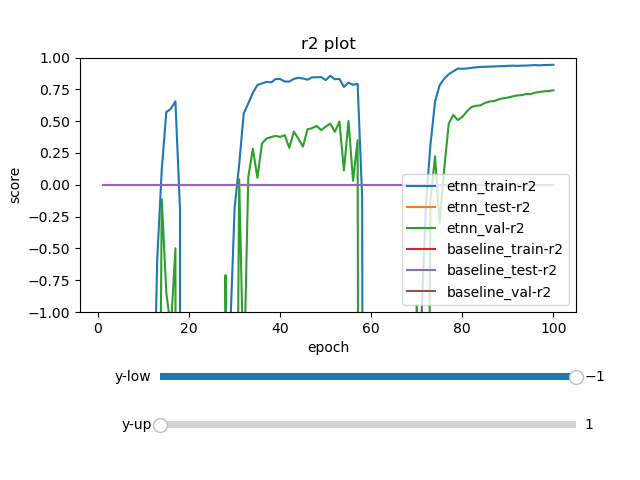 r2 plot
1.00
0.75
0.50
0.25
0.00
−0.25
−0.50
−0.75
−1.00
score
0
20
40
60
80
100
epoch
etnn_train-r2
etnn_test-r2
etnn_val-r2
baseline_train-r2
baseline_test-r2
baseline_val-r2
y-low
−1
y-up
1